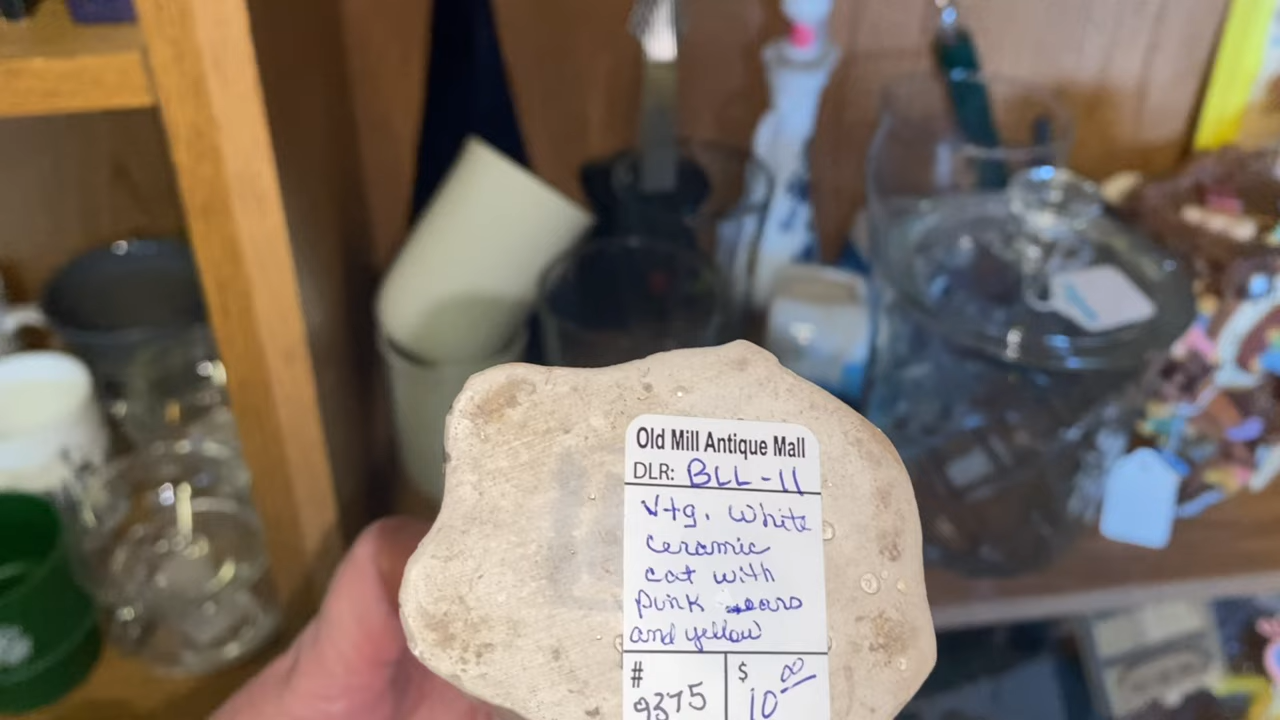 Old Mill Antique Mall
DLR: BLL-11
Vtg. White
ceramic
cat with
pink ears
and yellow
# $
9375 10 00